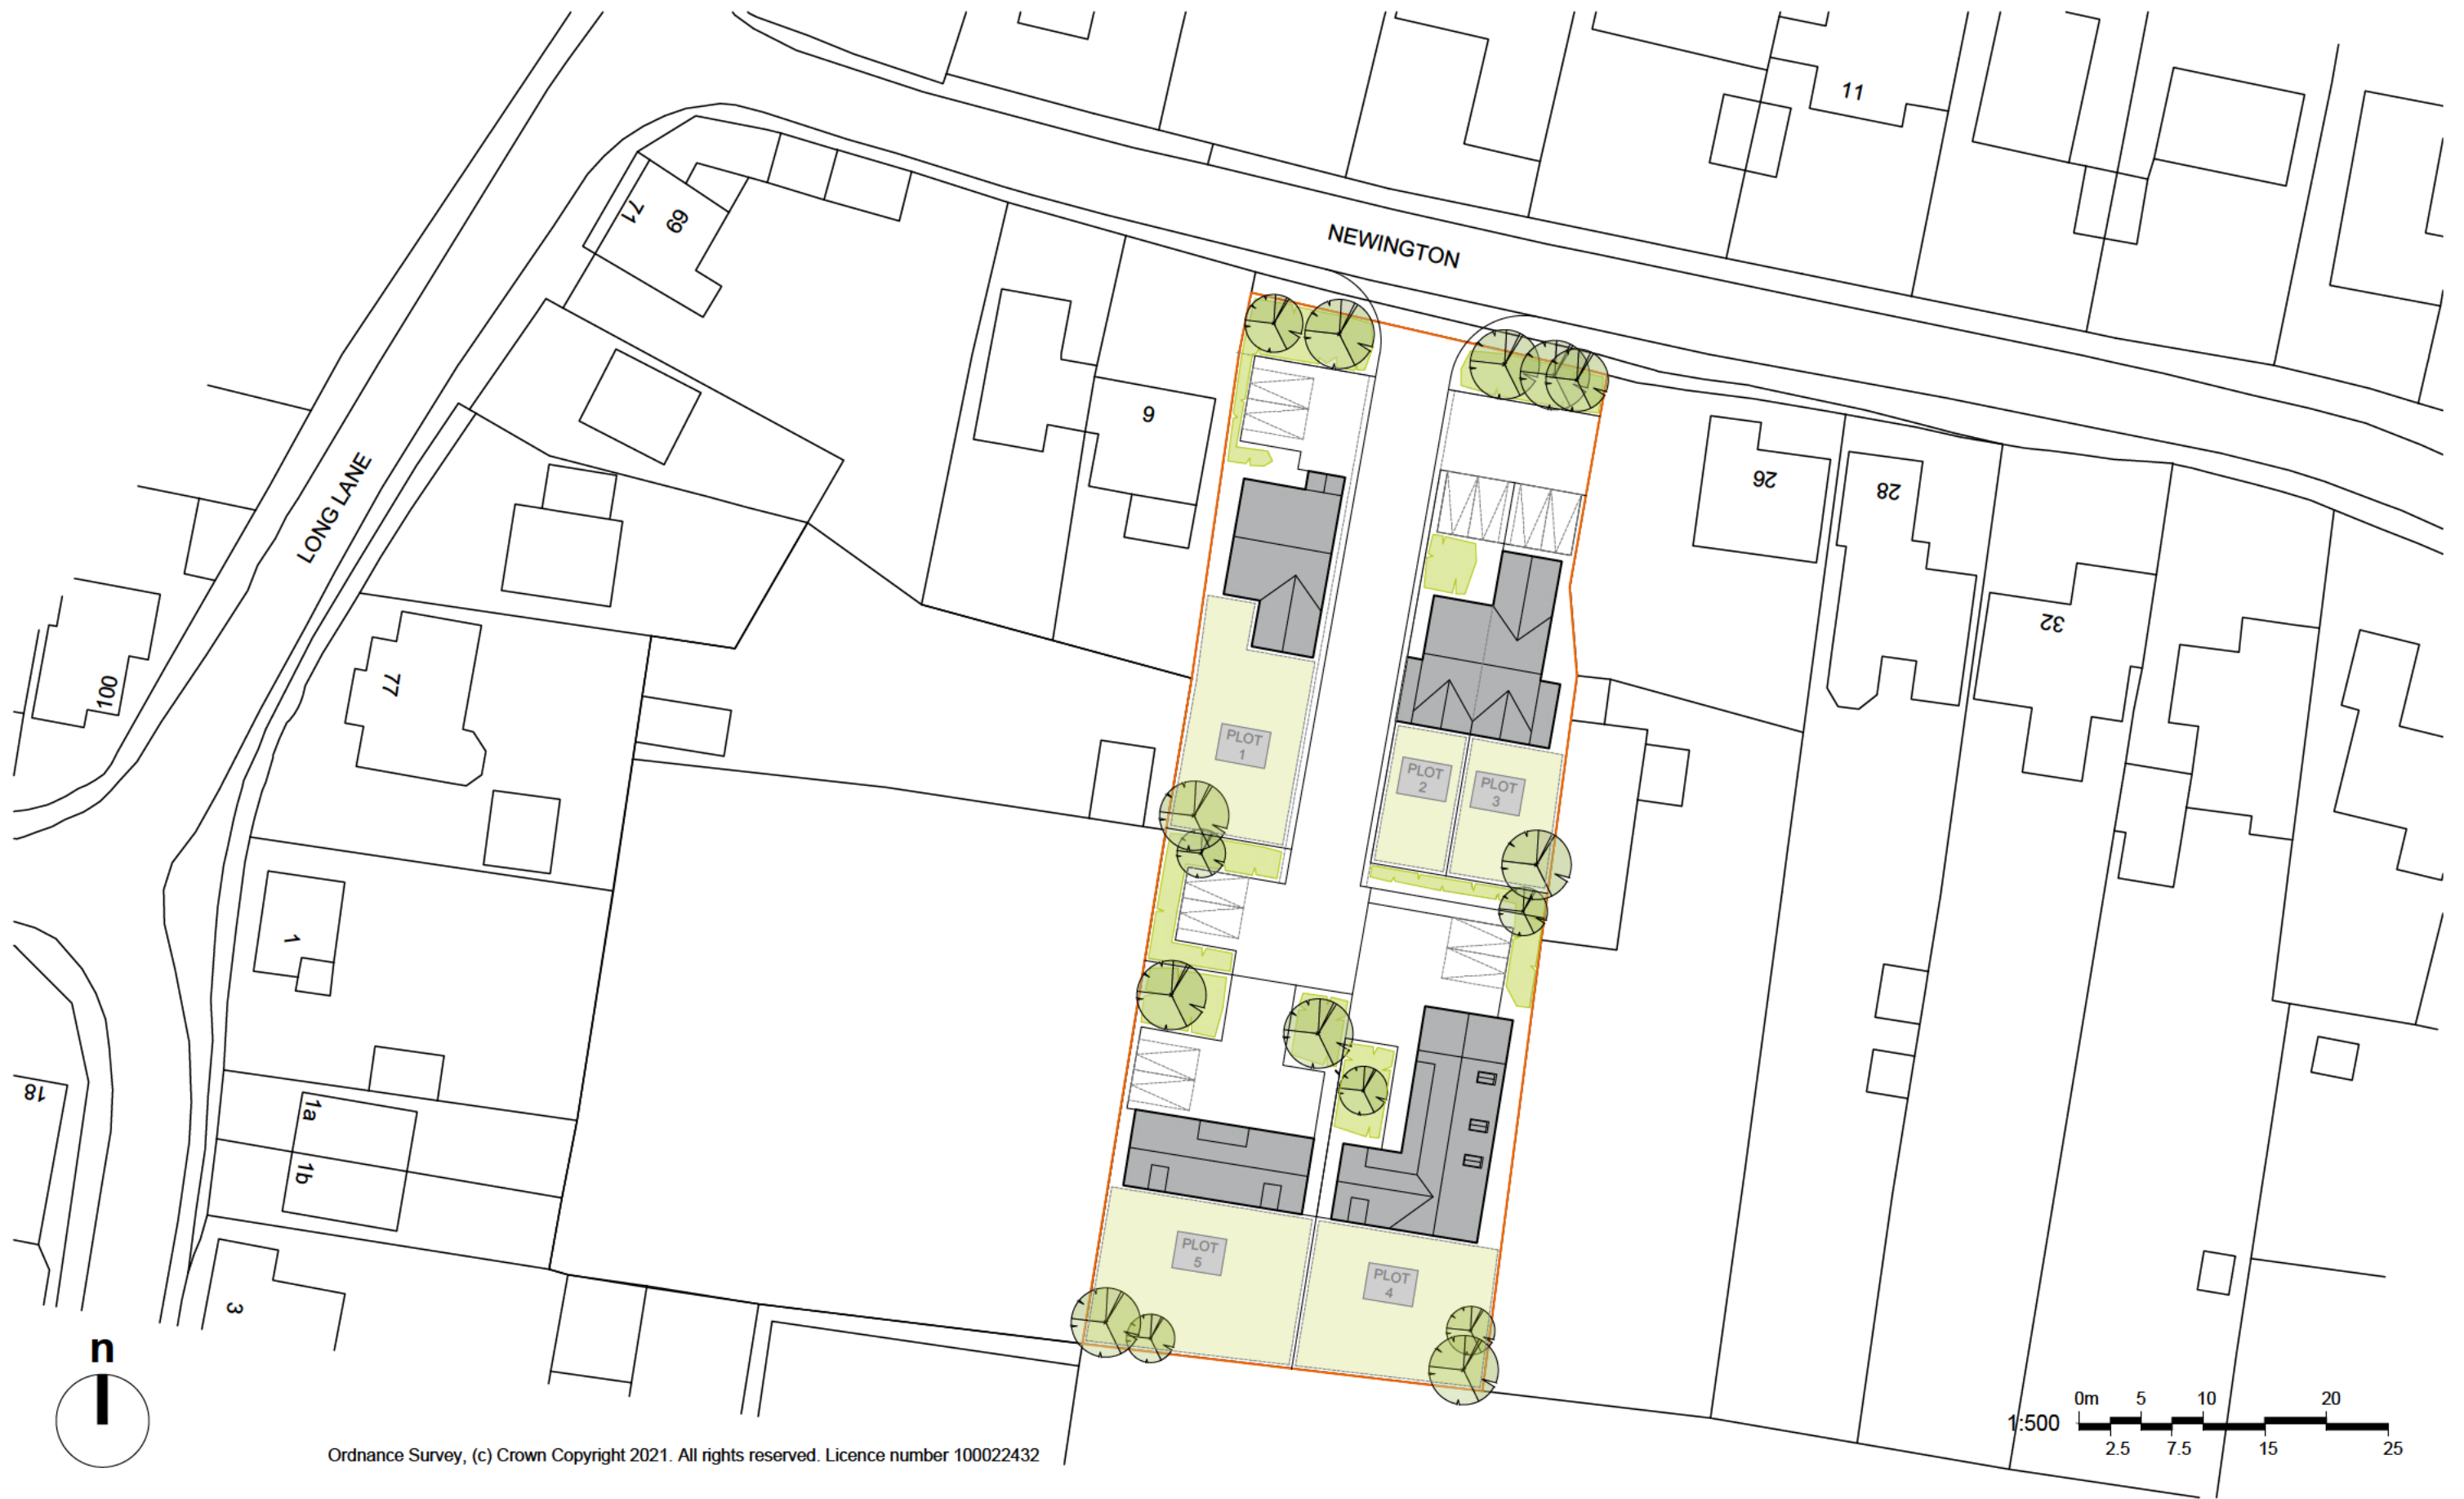 11
71
69
NEWINGTON
LONG LANE
9
26
28
32
100
77
PLOT
1
PLOT
2
PLOT
3
1
18
1a
1b
PLOT
5
PLOT
4
3
n
0m 5 10 20
1:500
2.5 7.5 15 25
Ordnance Survey, (c) Crown Copyright 2021. All rights reserved. Licence number 100022432